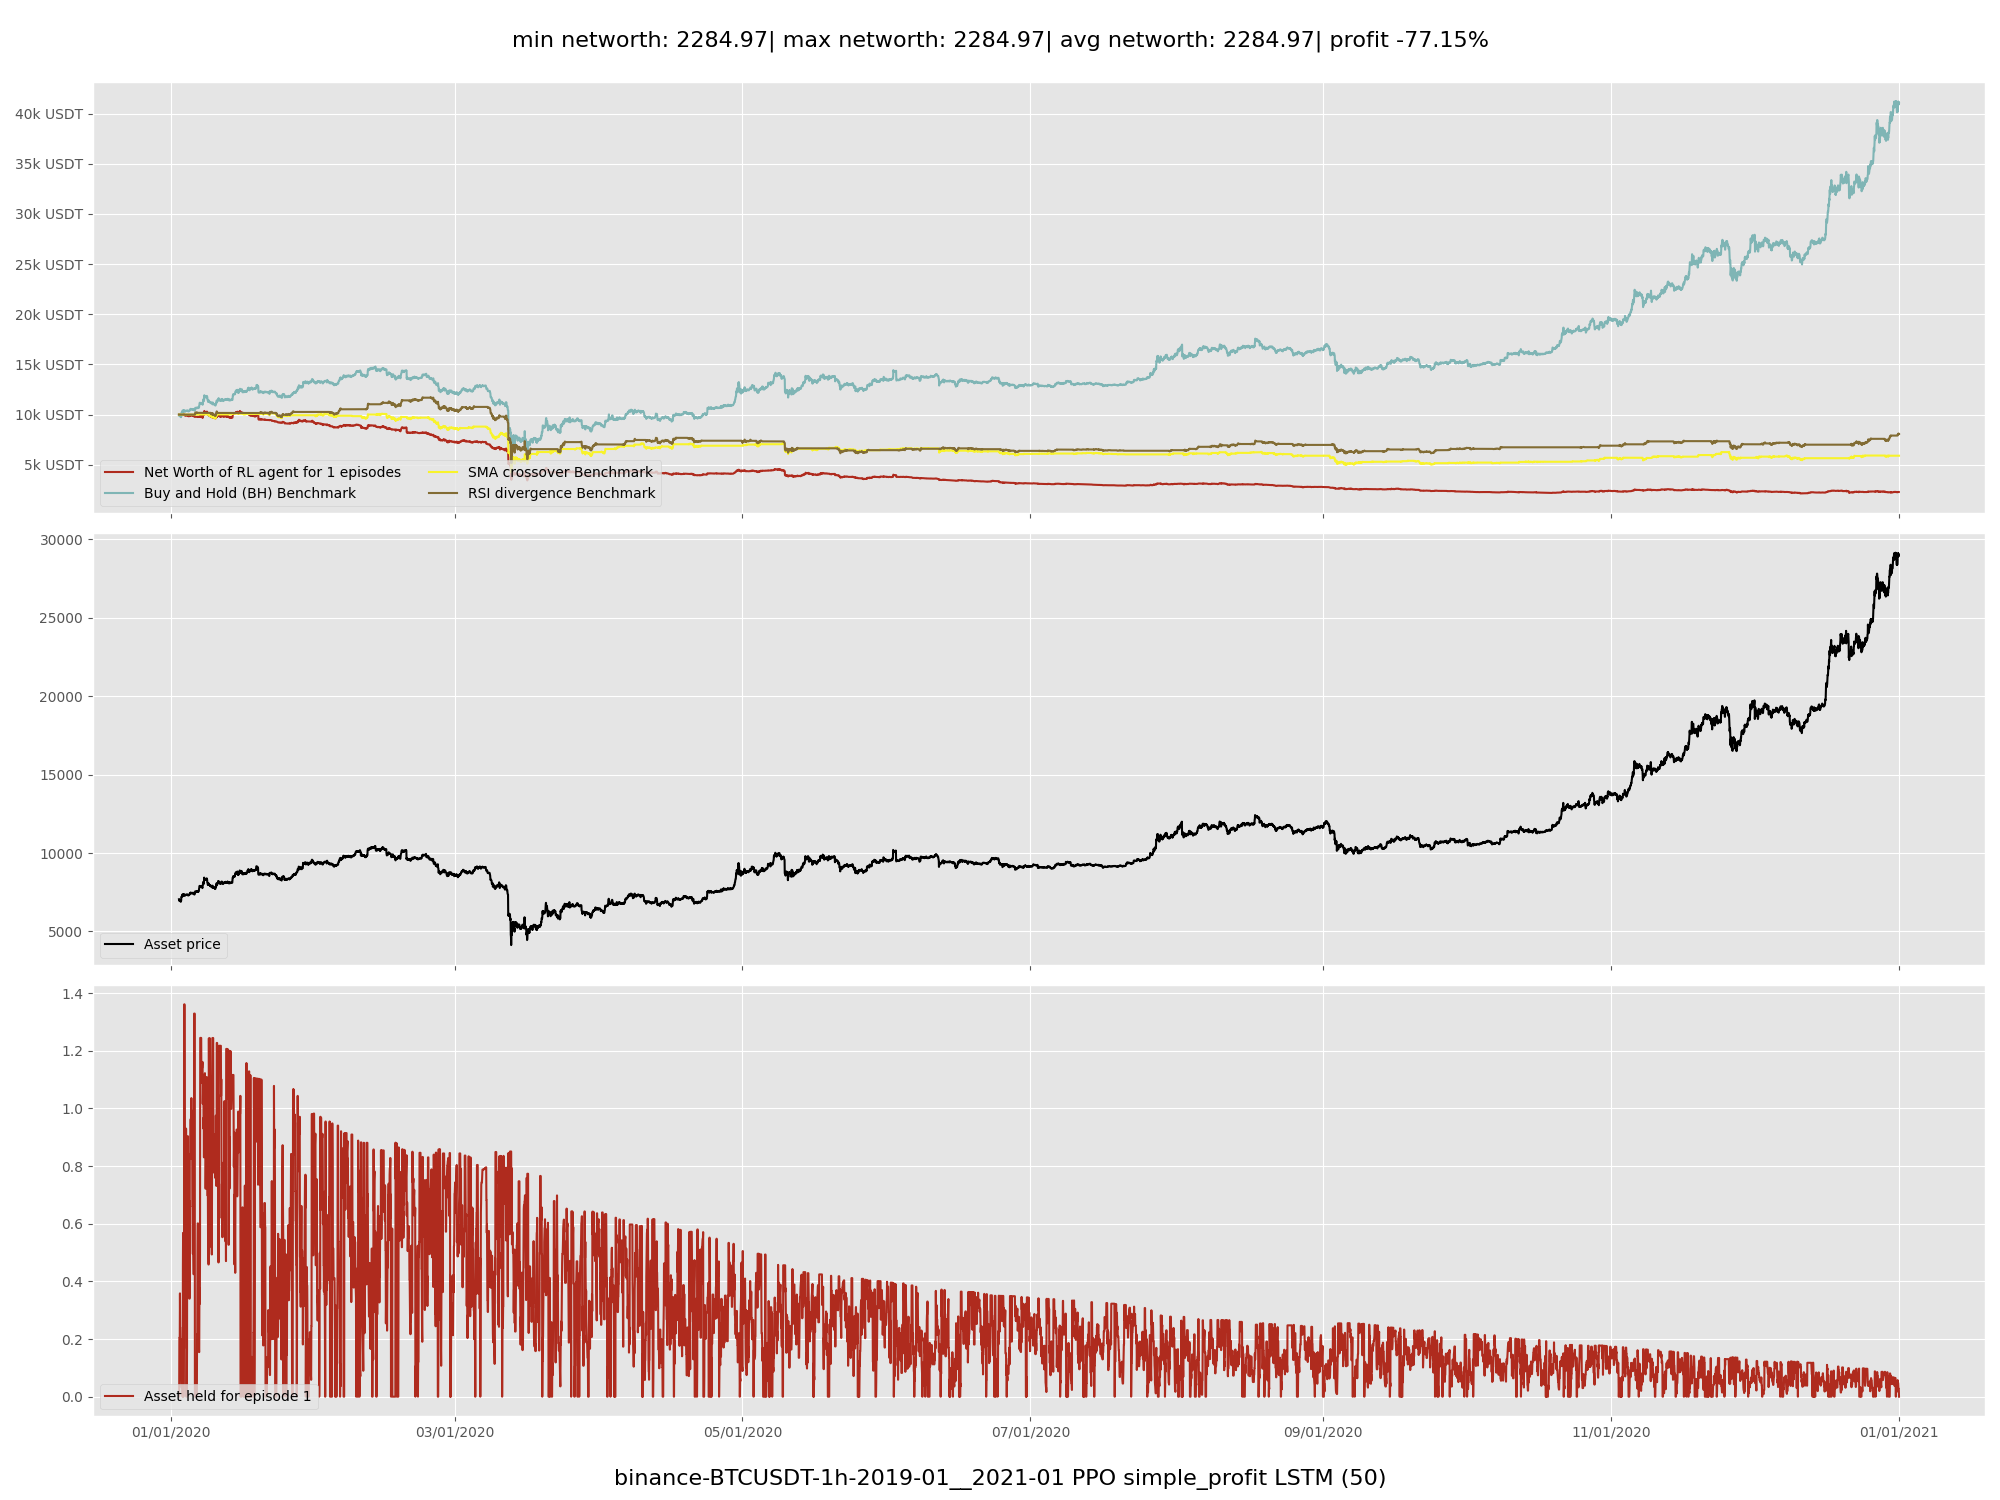 min networth: 2284.97| max networth: 2284.97| avg networth: 2284.97| profit -77.15%
40k USDT
35k USDT
30k USDT
25k USDT
20k USDT
15k USDT
10k USDT
5k USDT
Net Worth of RL agent for 1 episodes
Buy and Hold (BH) Benchmark
SMA crossover Benchmark
RSI divergence Benchmark
30000
25000
20000
15000
10000
5000
Asset price
1.4
1.2
1.0
0.8
0.6
0.4
0.2
0.0
Asset held for episode 1
01/01/2020 03/01/2020 05/01/2020 07/01/2020 09/01/2020 11/01/2020 01/01/2021
binance-BTCUSDT-1h-2019-01__2021-01 PPO simple_profit LSTM (50)